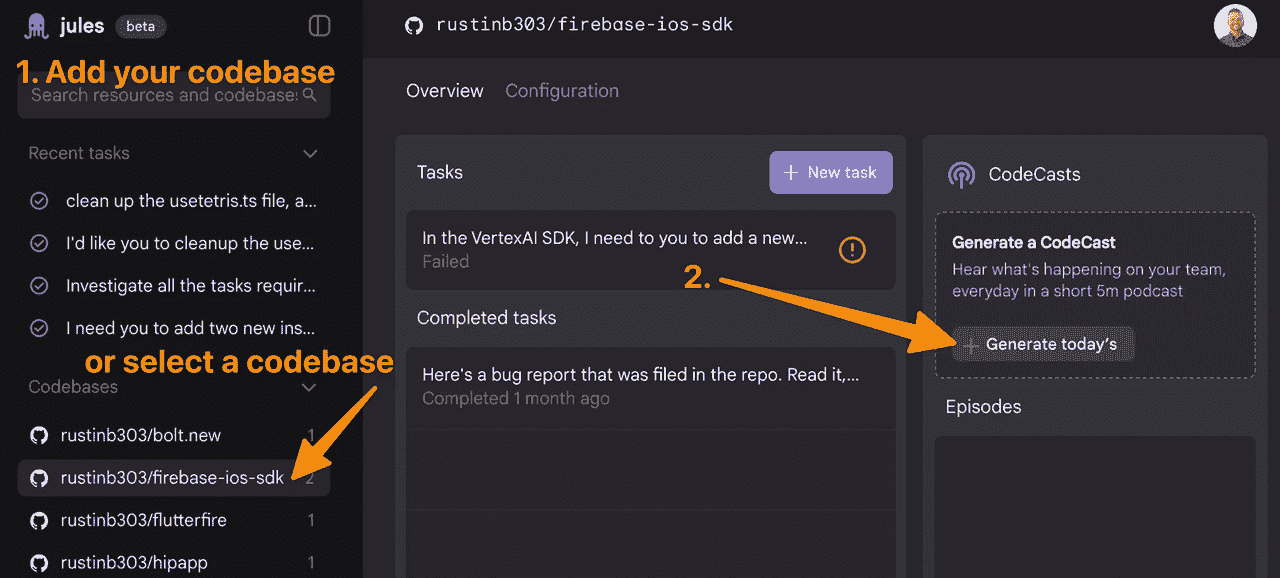 jules beta
1. Add your codebase
Search resources and codebases
Recent tasks
clean up the usetetris.ts file, a...
I'd like you to cleanup the use...
Investigate all the tasks requir...
I need you to add two new ins...
or select a codebase
Codebases
rustinb303/bolt.new 1
rustinb303/firebase-ios-sdk 2
rustinb303/flutterfire 1
rustinb303/hipapp 1
rustinb303/firebase-ios-sdk
Overview Configuration
Tasks
+ New task
In the VertexAI SDK, I need to you to add a new...
Failed
2.
Completed tasks
Here's a bug report that was filed in the repo. Read it,...
Completed 1 month ago
CodeCasts
Generate a CodeCast
Hear what's happening on your team,
everyday in a short 5m podcast
+ Generate today's
Episodes